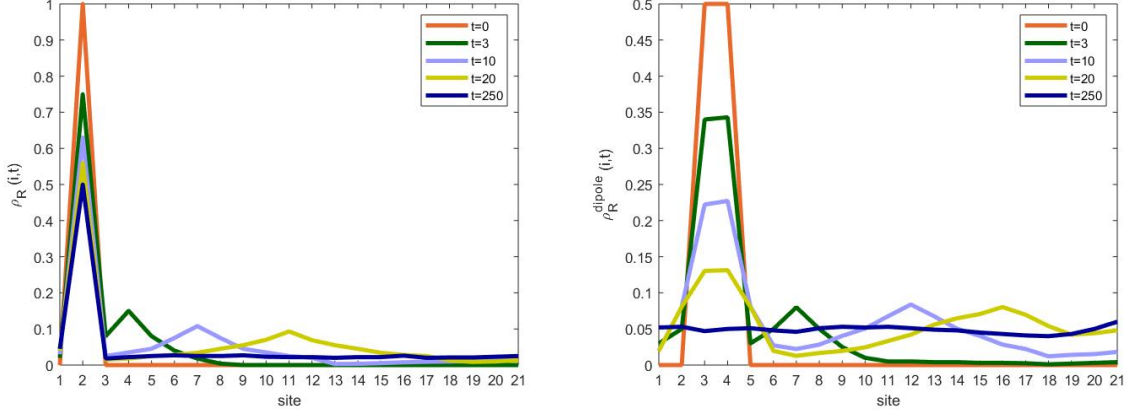 1
0.9
0.8
0.7
0.6
0.5
0.4
0.3
0.2
0.1
0
1 2 3 4 5 6 7 8 9 10 11 12 13 14 15 16 17 18 19 20 21
site
ρ_R (i,t)
t=0
t=3
t=10
t=20
t=250
0.5
0.45
0.4
0.35
0.3
0.25
0.2
0.15
0.1
0.05
0
1 2 3 4 5 6 7 8 9 10 11 12 13 14 15 16 17 18 19 20 21
site
ρ_R^dipole (i,t)
t=0
t=3
t=10
t=20
t=250